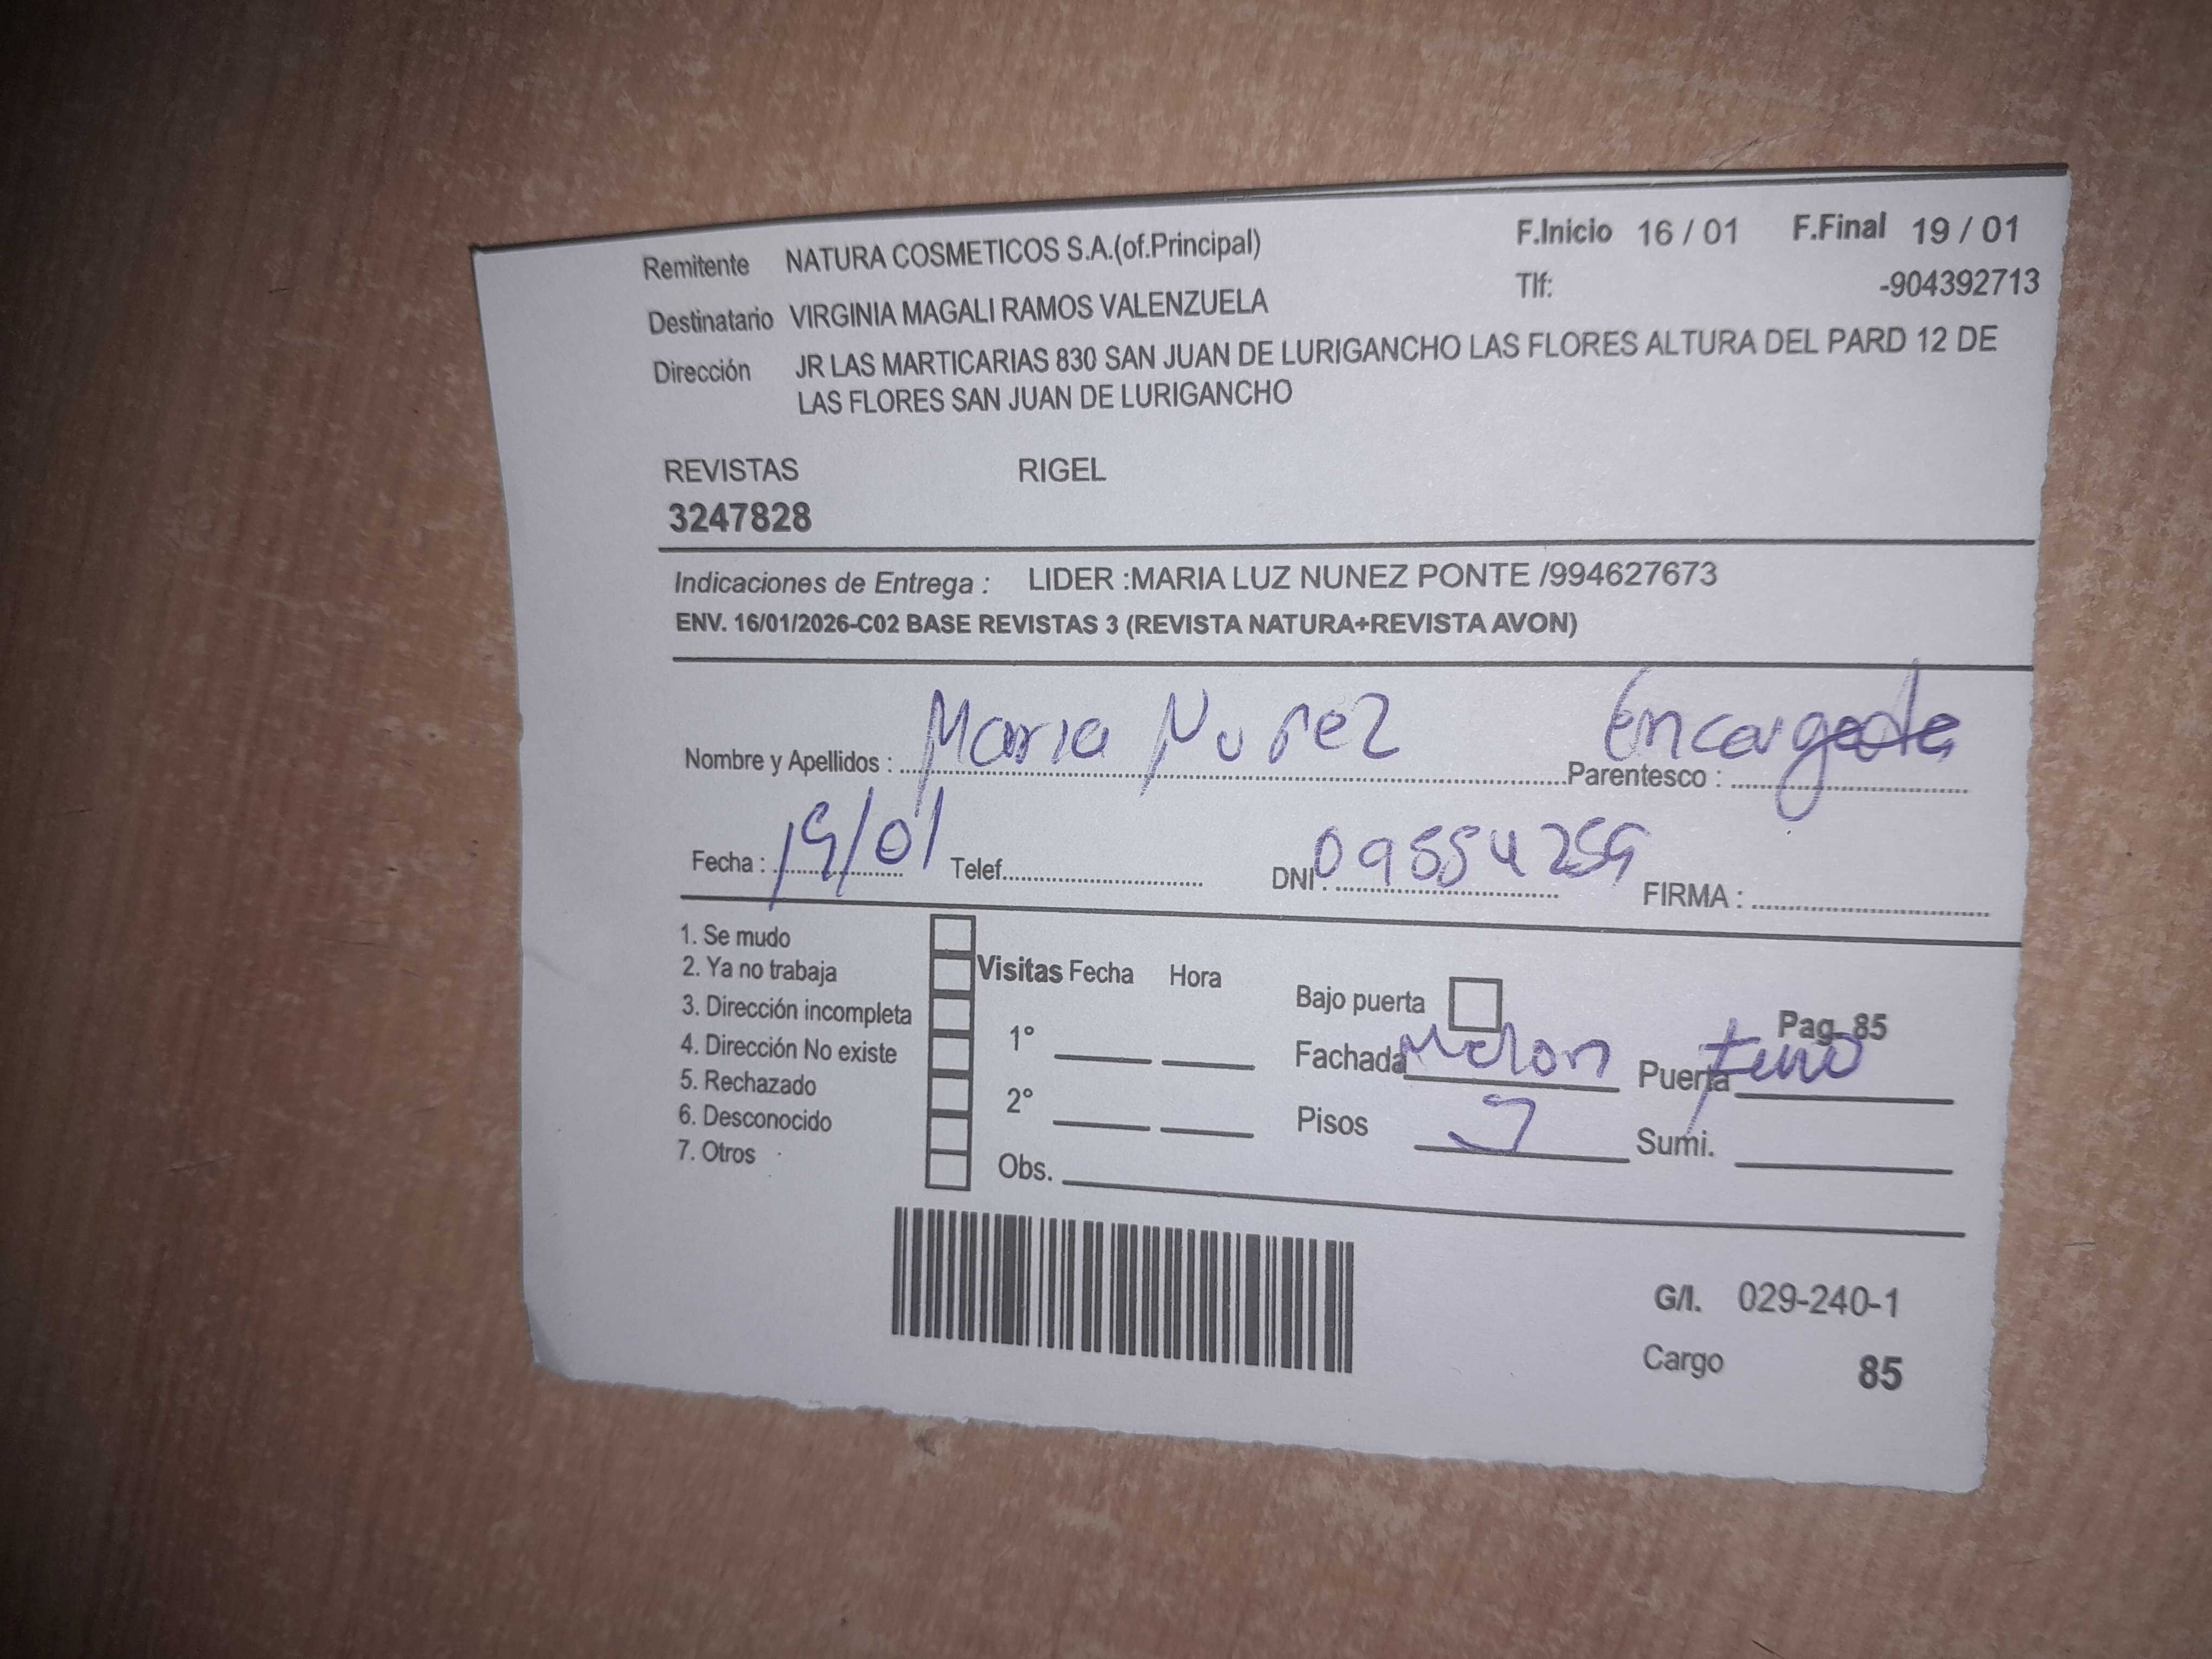 Remitente NATURA COSMETICOS S.A.(of.Principal) F.Inicio 16 / 01 F.Final 19 / 01
Destinatario VIRGINIA MAGALI RAMOS VALENZUELA Tlf: -904392713
Dirección JR LAS MARTICARIAS 830 SAN JUAN DE LURIGANCHO LAS FLORES ALTURA DEL PARD 12 DE
LAS FLORES SAN JUAN DE LURIGANCHO
REVISTAS RIGEL
3247828
Indicaciones de Entrega : LIDER :MARIA LUZ NUNEZ PONTE /994627673
ENV. 16/01/2026-C02 BASE REVISTAS 3 (REVISTA NATURA+REVISTA AVON)
Nombre y Apellidos : Maria Nuñez Parentesco : Encargada
Fecha : 19/01 Telef. DNI. FIRMA :
1. Se mudo
2. Ya no trabaja Visitas Fecha Hora
3. Dirección incompleta Bajo puerta Pag. 85
4. Dirección No existe 1° Fachada Melon Puerta
5. Rechazado
6. Desconocido 2° Pisos Sumi.
7. Otros Obs.
G/I. 029-240-1
Cargo 85